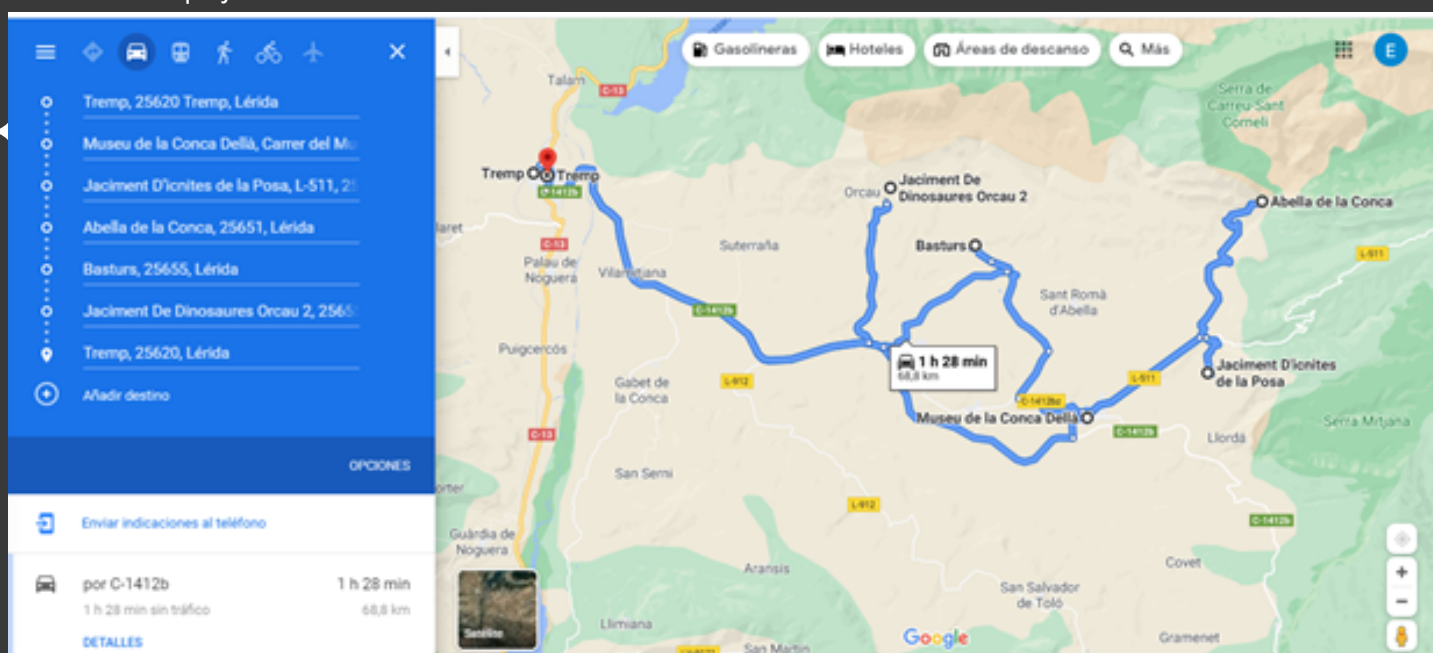 Tremp, 25620 Tremp, Lérida
Museu de la Conca Dellà, Carrer del Mu
Jaciment D'icnites de la Posa, L-511, 25
Abella de la Conca, 25651, Lérida
Basturs, 25655, Lérida
Jaciment De Dinosaures Orcau 2, 2565
Tremp, 25620, Lérida
Añadir destino
OPCIONES
Enviar indicaciones al teléfono
por C-1412b
1 h 28 min
1 h 28 min sin tráfico
68,8 km
DETALLES
Gasolineras
Hoteles
Áreas de descanso
Más
E
Talarn
C-13
Serra de
Carreu-Sant
Corneli
Tremp
Tremp
C-1412b
Orcau
Jaciment De
Dinosaures Orcau 2
Abella de la Conca
laret
C-13
Palau de
Noguera
Suterraña
Basturs
L-511
Vilamitjana
C-1412b
Sant Romà
d'Abella
Puigcercós
1 h 28 min
68,8 km
Jaciment D'icnites
de la Posa
Gabet de
la Conca
L-912
L-511
C-1412bz
Museu de la Conca Dellà
C-1412b
Llordá
Serra Mitjana
C-13
San Serni
L-912
C-1412b
Guàrdia de
Noguera
Aransis
Covet
San Salvador
de Toló
Satélite
Llimiana
San Martín
Google
Gramenet